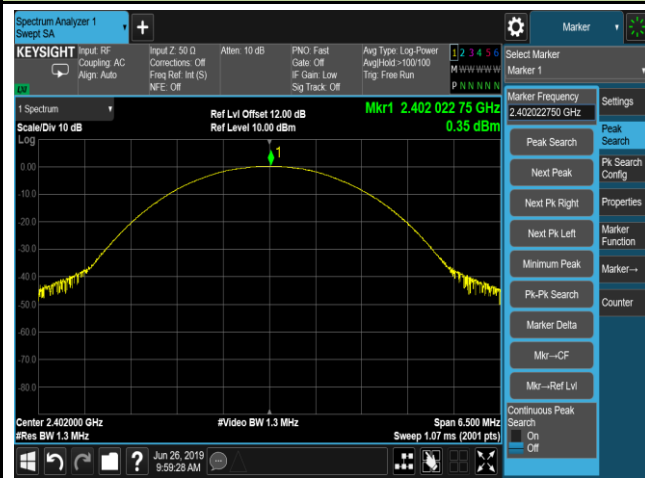 Spectrum Analyzer 1
Swept SA
KEYSIGHT
Input: RF
Coupling: AC
Align: Auto
Input Z: 50 Ω
Corrections: Off
Freq Ref: Int (S)
NFE: Off
Atten: 10 dB
PNO: Fast
Gate: Off
IF Gain: Low
Sig Track: Off
Avg Type: Log-Power
Avg|Hold:>100/100
Trig: Free Run
1 2 3 4 5 6
M W W W W W
P N N N N N
LXI
1 Spectrum
Scale/Div 10 dB
Log
Ref Lvl Offset 12.00 dB
Ref Level 10.00 dBm
Mkr1 2.402 022 75 GHz
0.35 dBm
1
0.00
-10.0
-20.0
-30.0
-40.0
-50.0
-60.0
-70.0
-80.0
Center 2.402000 GHz
#Res BW 1.3 MHz
#Video BW 1.3 MHz
Span 6.500 MHz
Sweep 1.07 ms (2001 pts)
Jun 26, 2019
9:59:28 AM
?
Marker
Select Marker
Marker 1
Marker Frequency
2.402022750 GHz
Peak Search
Next Peak
Next Pk Right
Next Pk Left
Minimum Peak
Pk-Pk Search
Marker Delta
Mkr→CF
Mkr→Ref Lvl
Continuous Peak
Search
On
Off
Settings
Peak
Search
Pk Search
Config
Properties
Marker
Function
Marker→
Counter